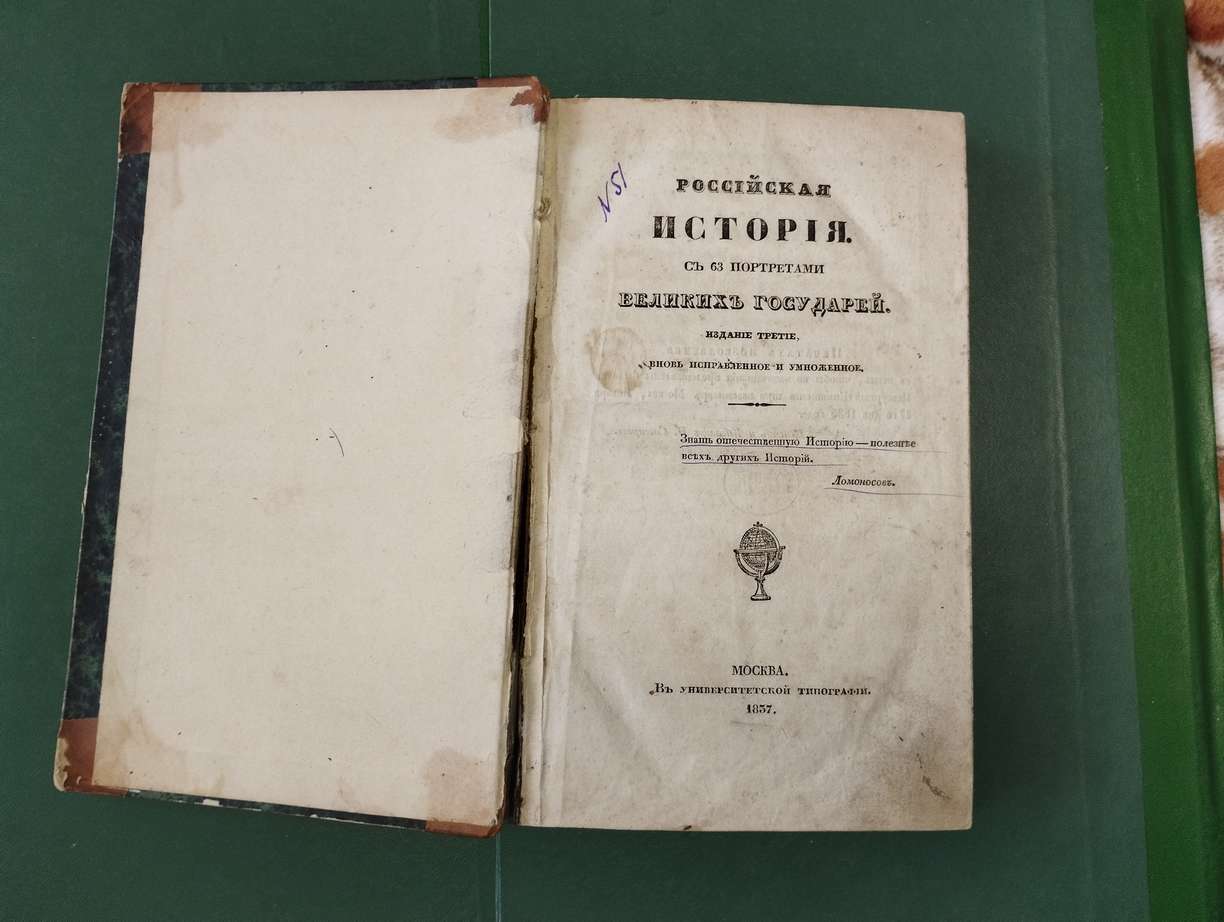 N 51
РОССІЙСКАЯ
ИСТОРІЯ.
СЪ 63 ПОРТРЕТАМИ
ВЕЛИКИХЪ ГОСУДАРЕЙ.
ИЗДАНІЕ ТРЕТІЕ,
ВНОВЬ ИСПРАВЛЕННОЕ И УМНОЖЕННОЕ.
Знать отечественную Исторію — полезнѣе
всѣхъ другихъ Исторій.
Ломоносовъ.
МОСКВА.
Въ УНИВЕРСИТЕТСКОЙ ТИПОГРАФІИ.
1837.